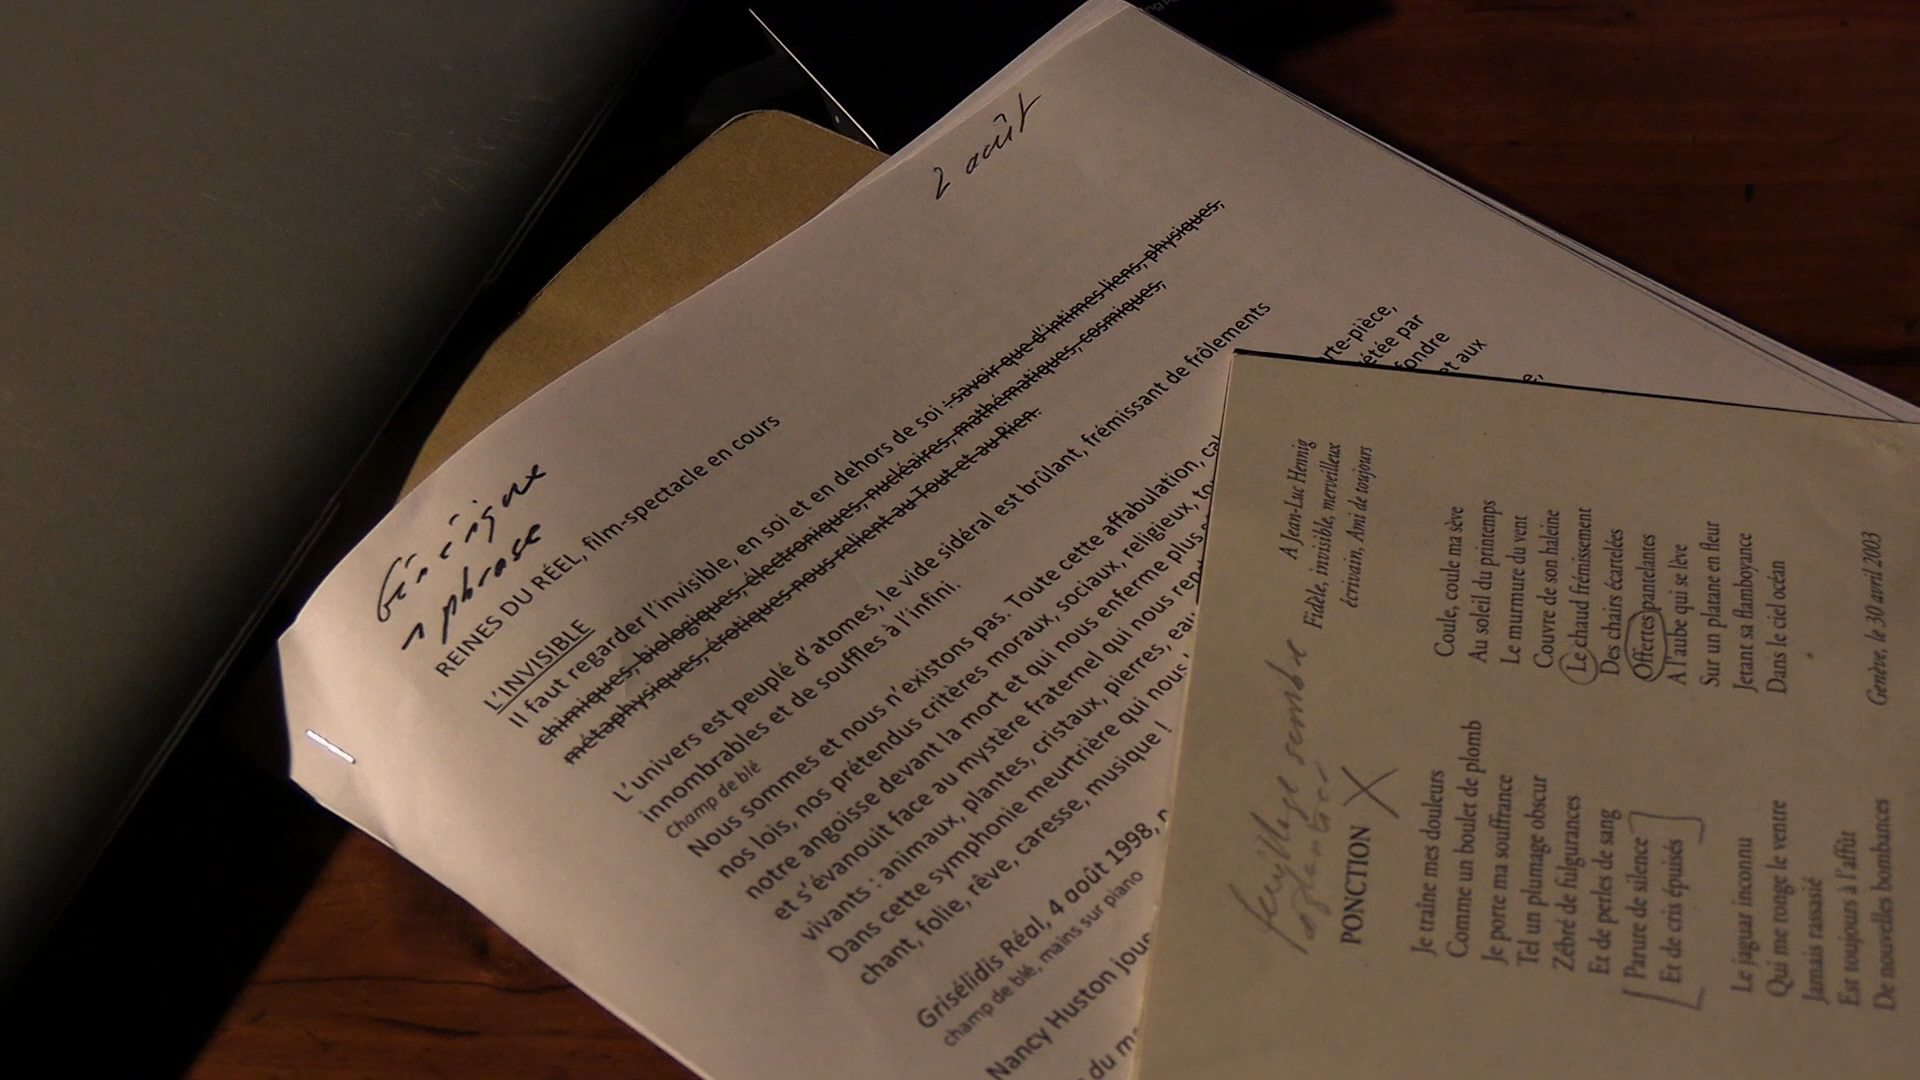 2 août
Générique
→ phrase
REINES DU RÉEL, film-spectacle en cours
L'INVISIBLE
Il faut regarder l'invisible, en soi et en dehors de soi : savoir que d'intimes liens, physiques,
chimiques, biologiques, électroniques, nucléaires, mathématiques, cosmiques,
métaphysiques, érotiques nous relient au Tout et au Rien.
L'univers est peuplé d'atomes, le vide sidéral est brûlant, frémissant de frôlements
innombrables et de souffles à l'infini.
Champ de blé
Nous sommes et nous n'existons pas. Toute cette affabulation,
nos lois, nos prétendus critères moraux, sociaux, religieux,
notre angoisse devant la mort et qui nous enferme plus
et s'évanouit face au mystère fraternel qui nous
vivants : animaux, plantes, cristaux, pierres,
Dans cette symphonie meurtrière qui nous
chant, folie, rêve, caresse, musique !
Grisélidis Réal, 4 août 1998,
champ de blé, mains sur piano
Nancy Huston
du
rte-pièce,
étée par
fondre
et aux
e,
feuillage sombre
PONCTION
Je traîne mes douleurs
Comme un boulet de plomb
Je porte ma souffrance
Tel un plumage obscur
Zébré de fulgurances
Et de perles de sang
[Parure de silence
Et de cris épuisés]
Le jaguar inconnu
Qui me ronge le ventre
Jamais rassasié
Est toujours à l'affût
De nouvelles bombances
A Jean-Luc Hennig
Fidèle, invisible, merveilleux
écrivain, Ami de toujours
Coule, coule ma sève
Au soleil du printemps
Le murmure du vent
Couvre de son haleine
Le chaud frémissement
Des chairs écartelées
Offertes pantelantes
A l'aube qui se lève
Sur un platane en fleur
Jetant sa flamboyance
Dans le ciel océan
Genève, le 30 avril 2003